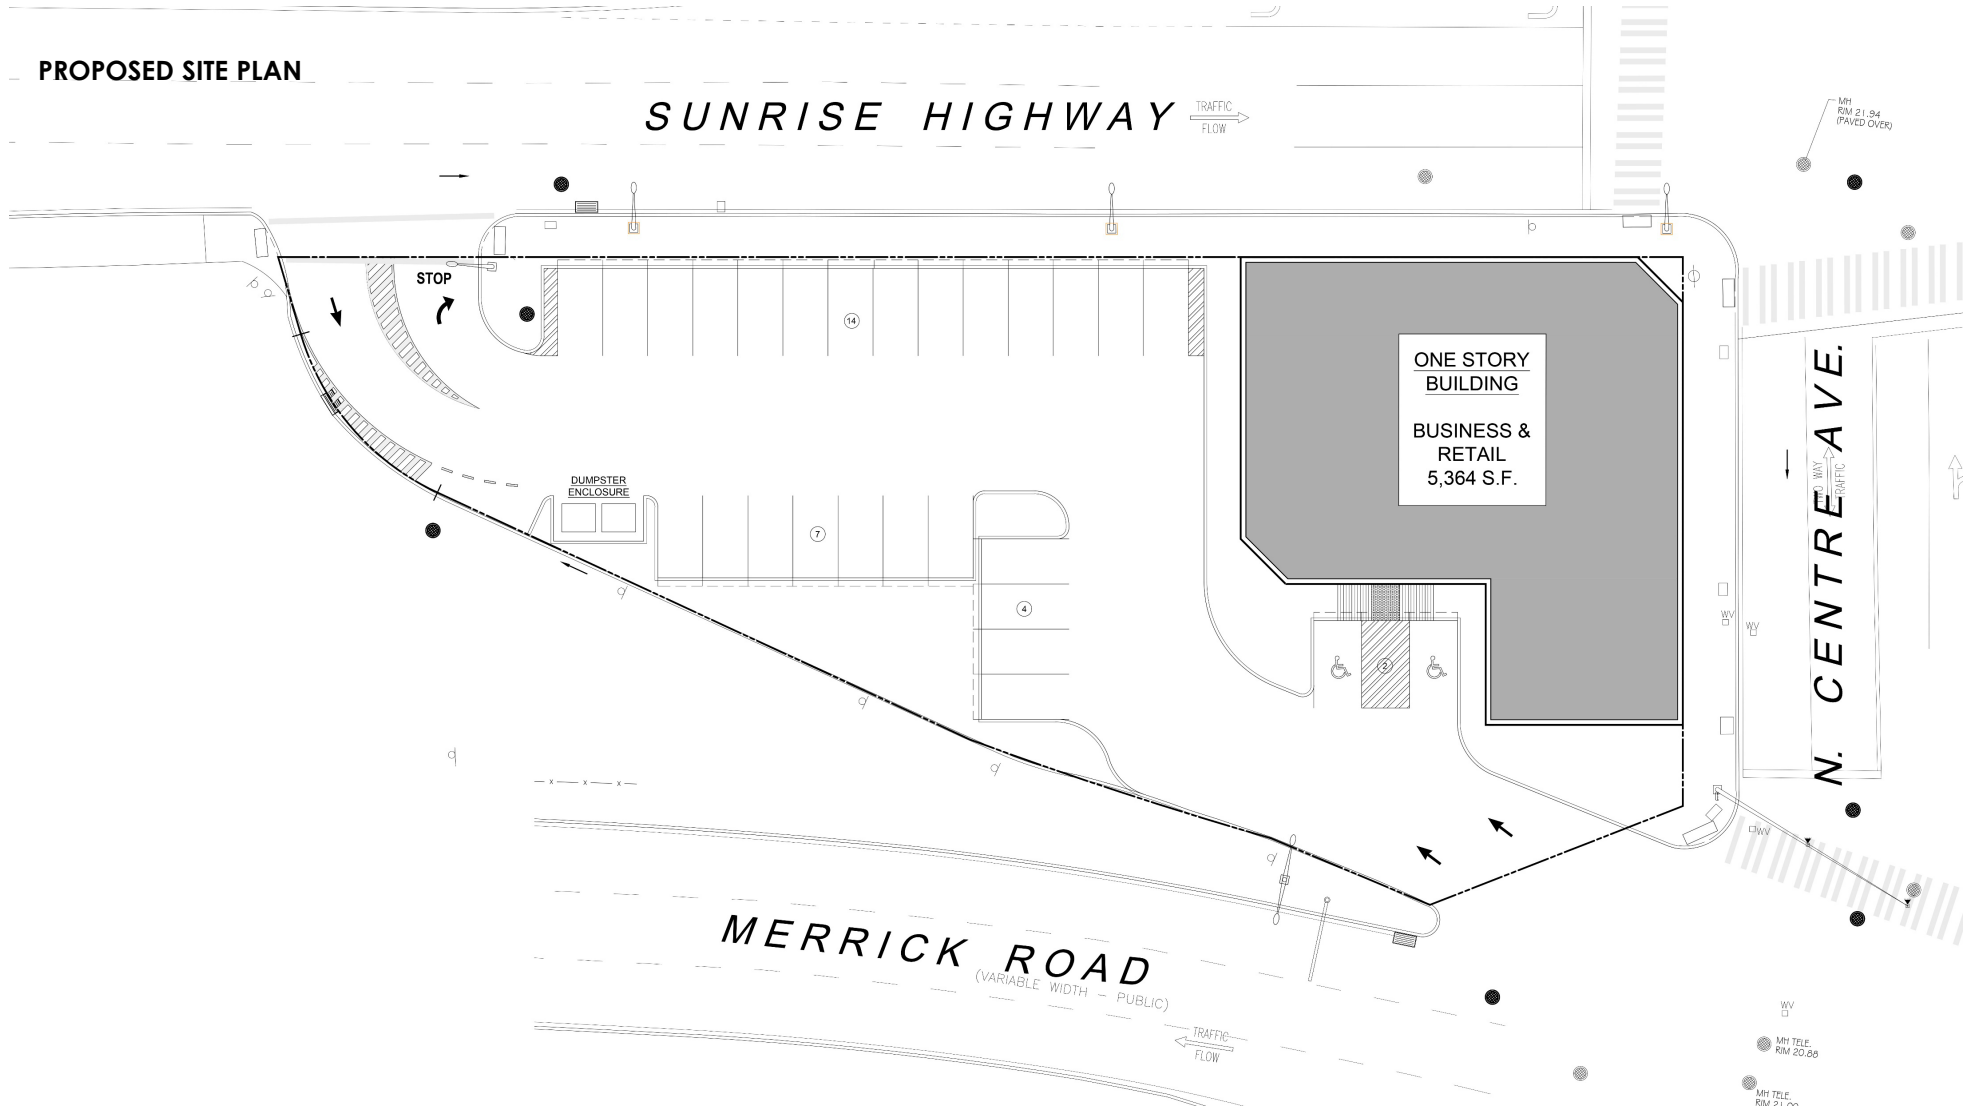 PROPOSED SITE PLAN
SUNRISE HIGHWAY
TRAFFIC
FLOW
MH
RIM 21.94
(PAVED OVER)
STOP
14
ONE STORY
BUILDING
BUSINESS &
RETAIL
5,364 S.F.
N. CENTRE AVE.
TWO WAY
TRAFFIC
DUMPSTER
ENCLOSURE
7
4
2
WV
WV
WV
MERRICK ROAD
(VARIABLE WIDTH - PUBLIC)
TRAFFIC
FLOW
WV
MH TELE.
RIM 20.88
MH TELE.